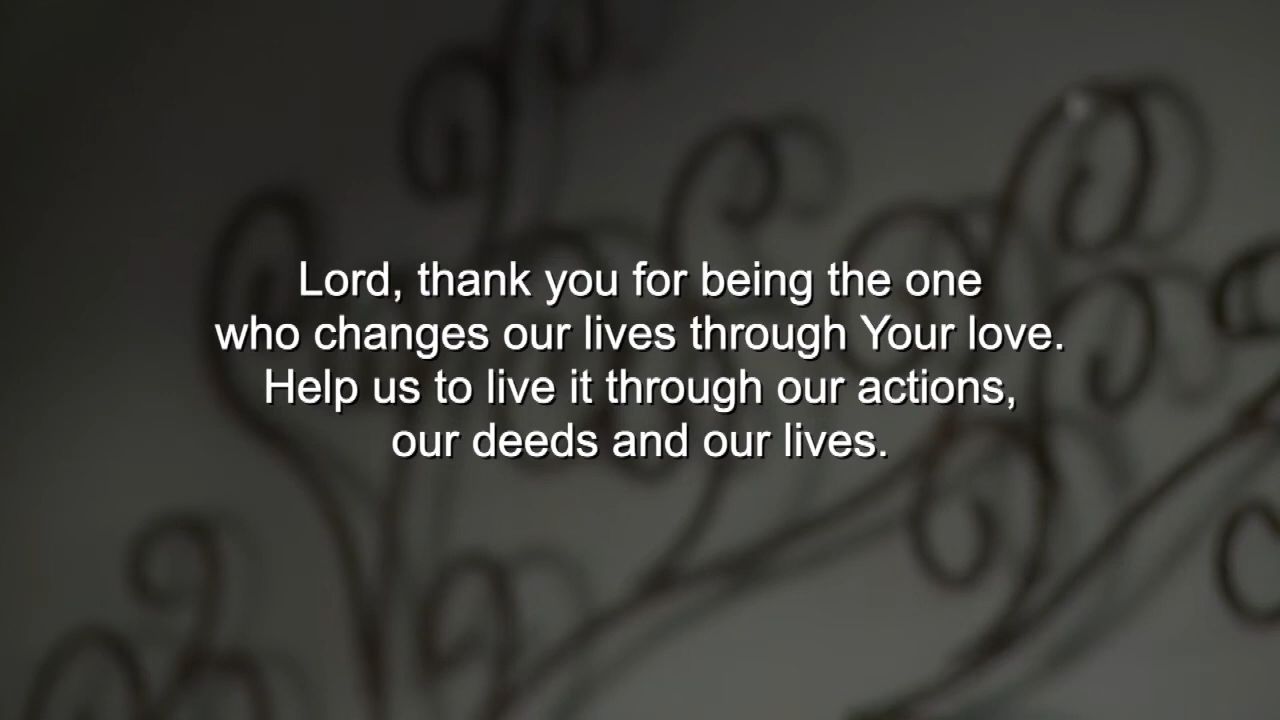 Lord, thank you for being the one
who changes our lives through Your love.
Help us to live it through our actions,
our deeds and our lives.